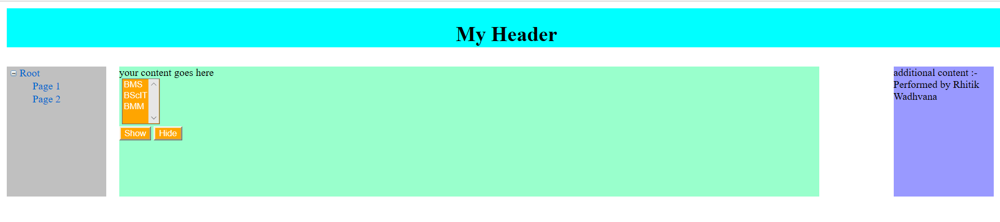 My Header
Root
Page 1
Page 2
your content goes here
BMS
BScIT
BMM
Show Hide
additional content :-
Performed by Rhitik
Wadhvana